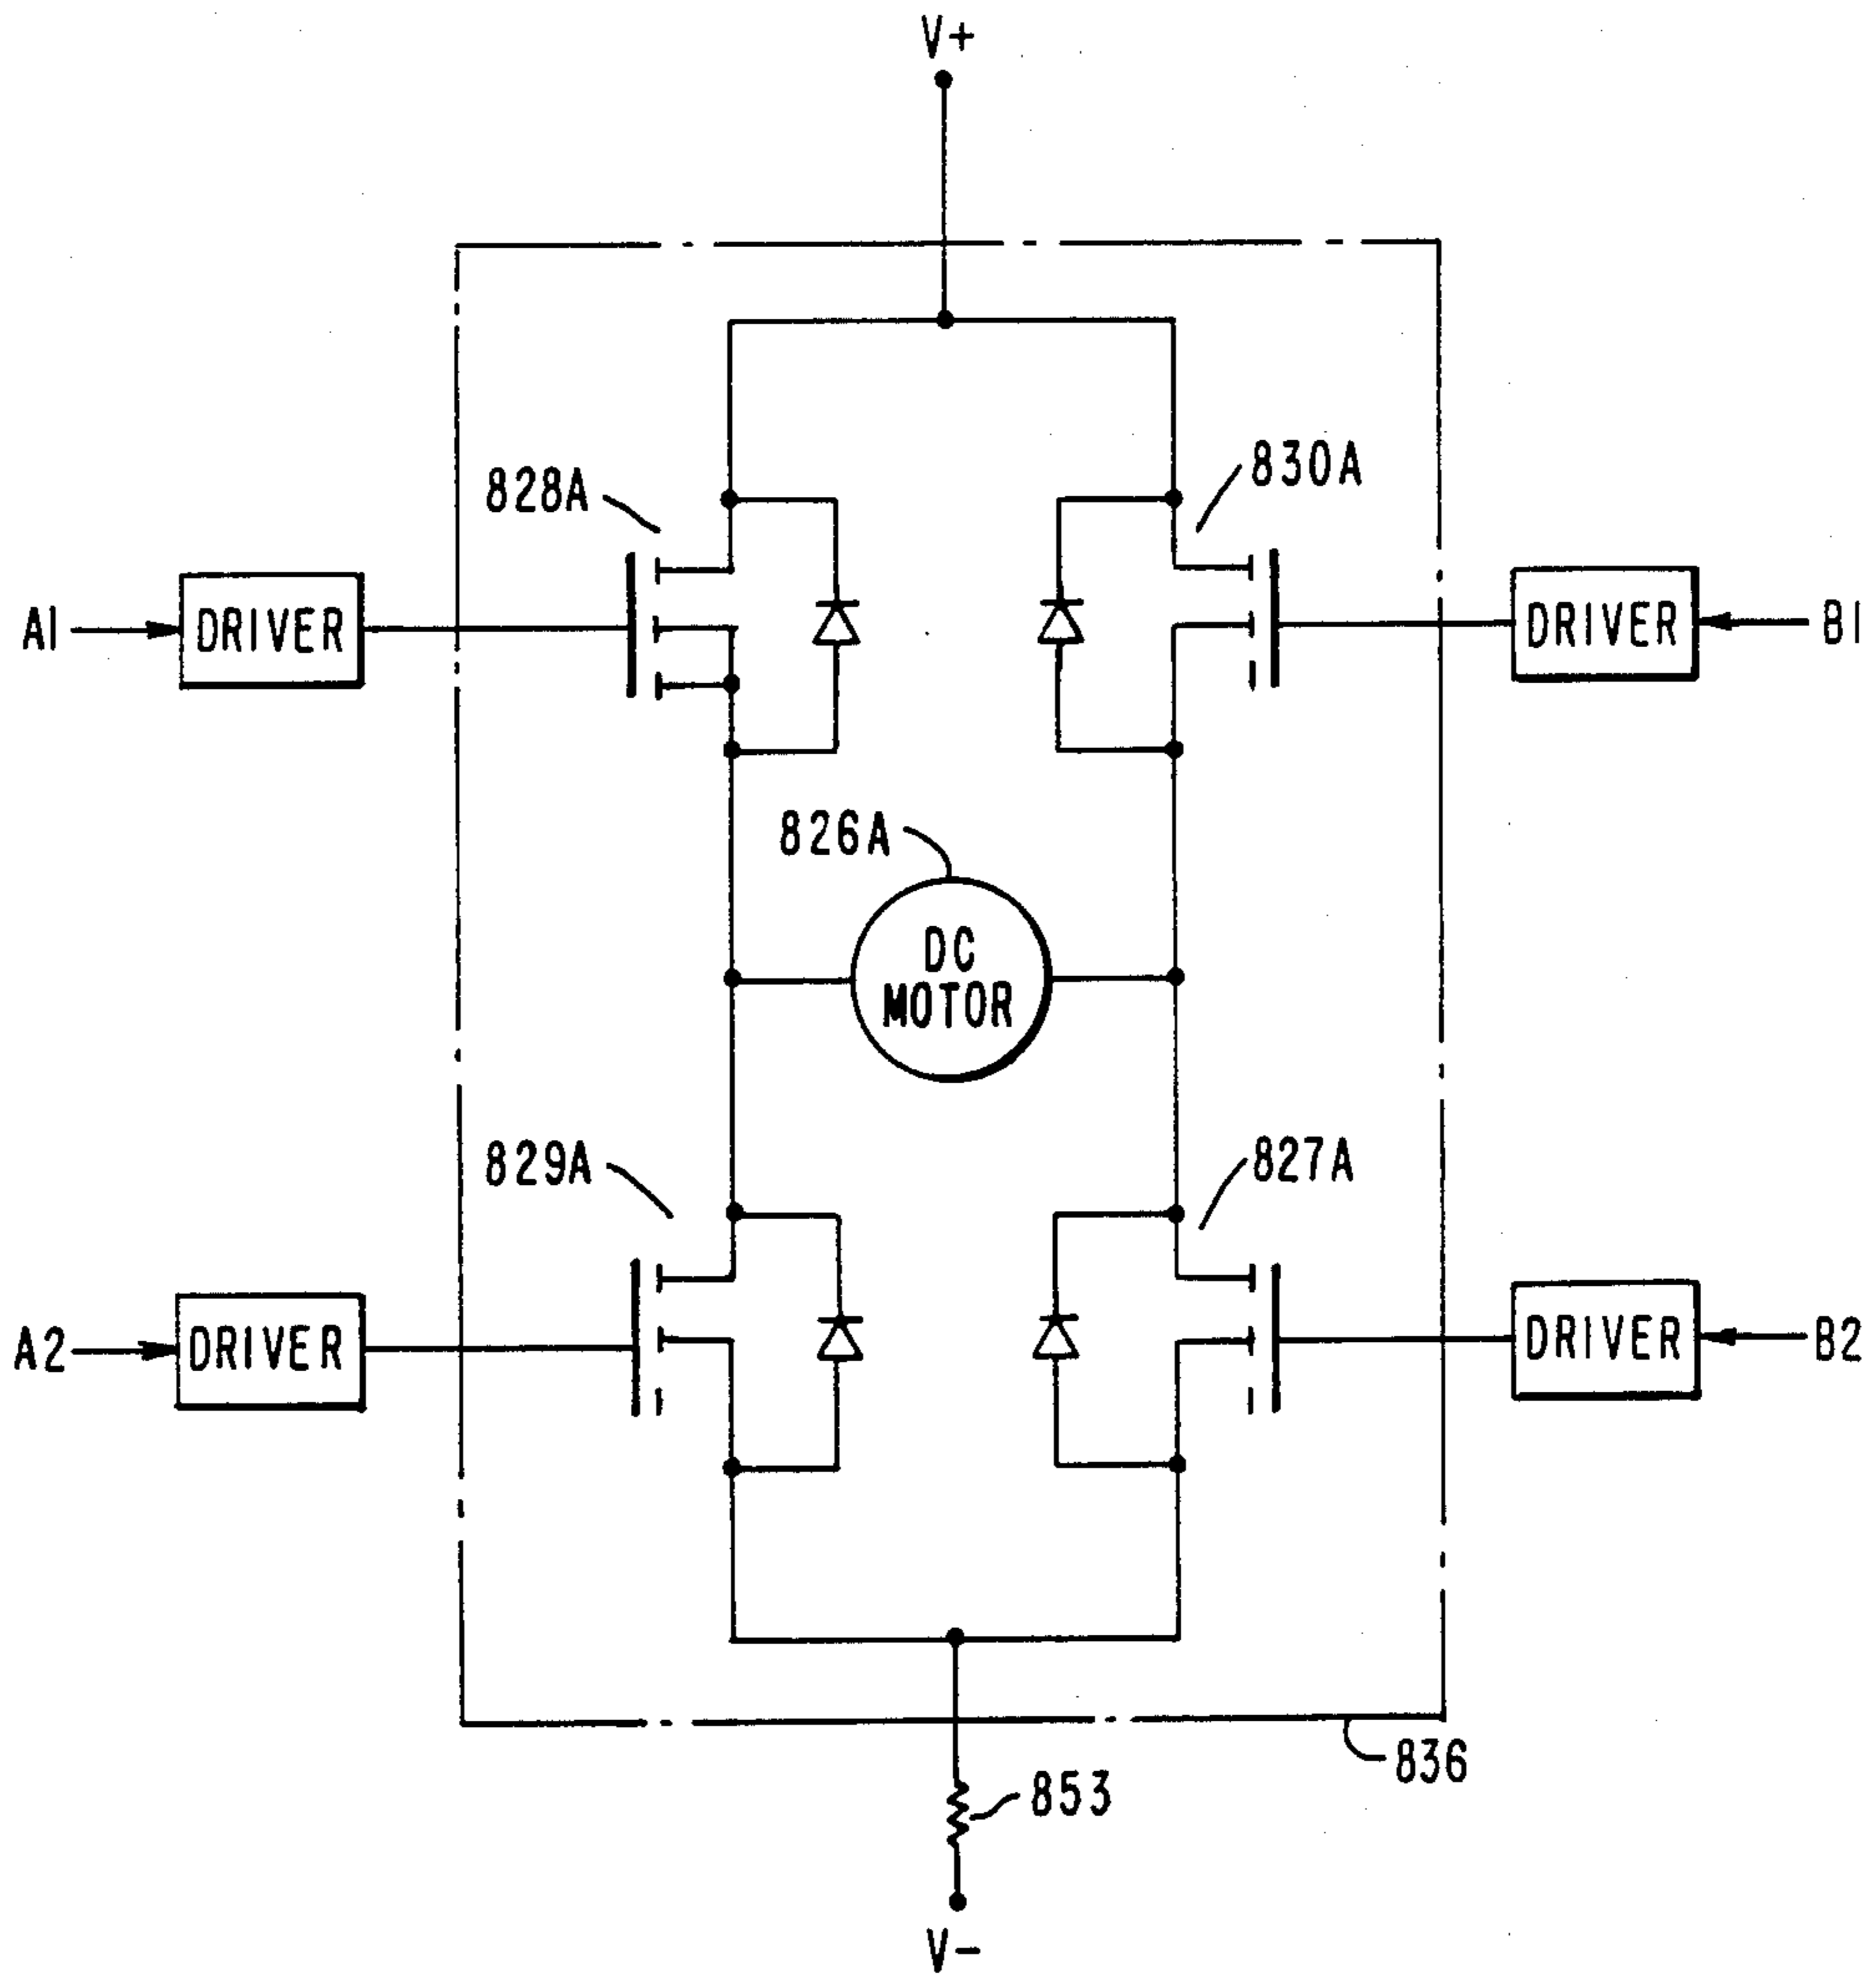 V+
828A
830A
A1
DRIVER
DRIVER
B1
826A
DC
MOTOR
829A
827A
A2
DRIVER
DRIVER
B2
836
853
V-